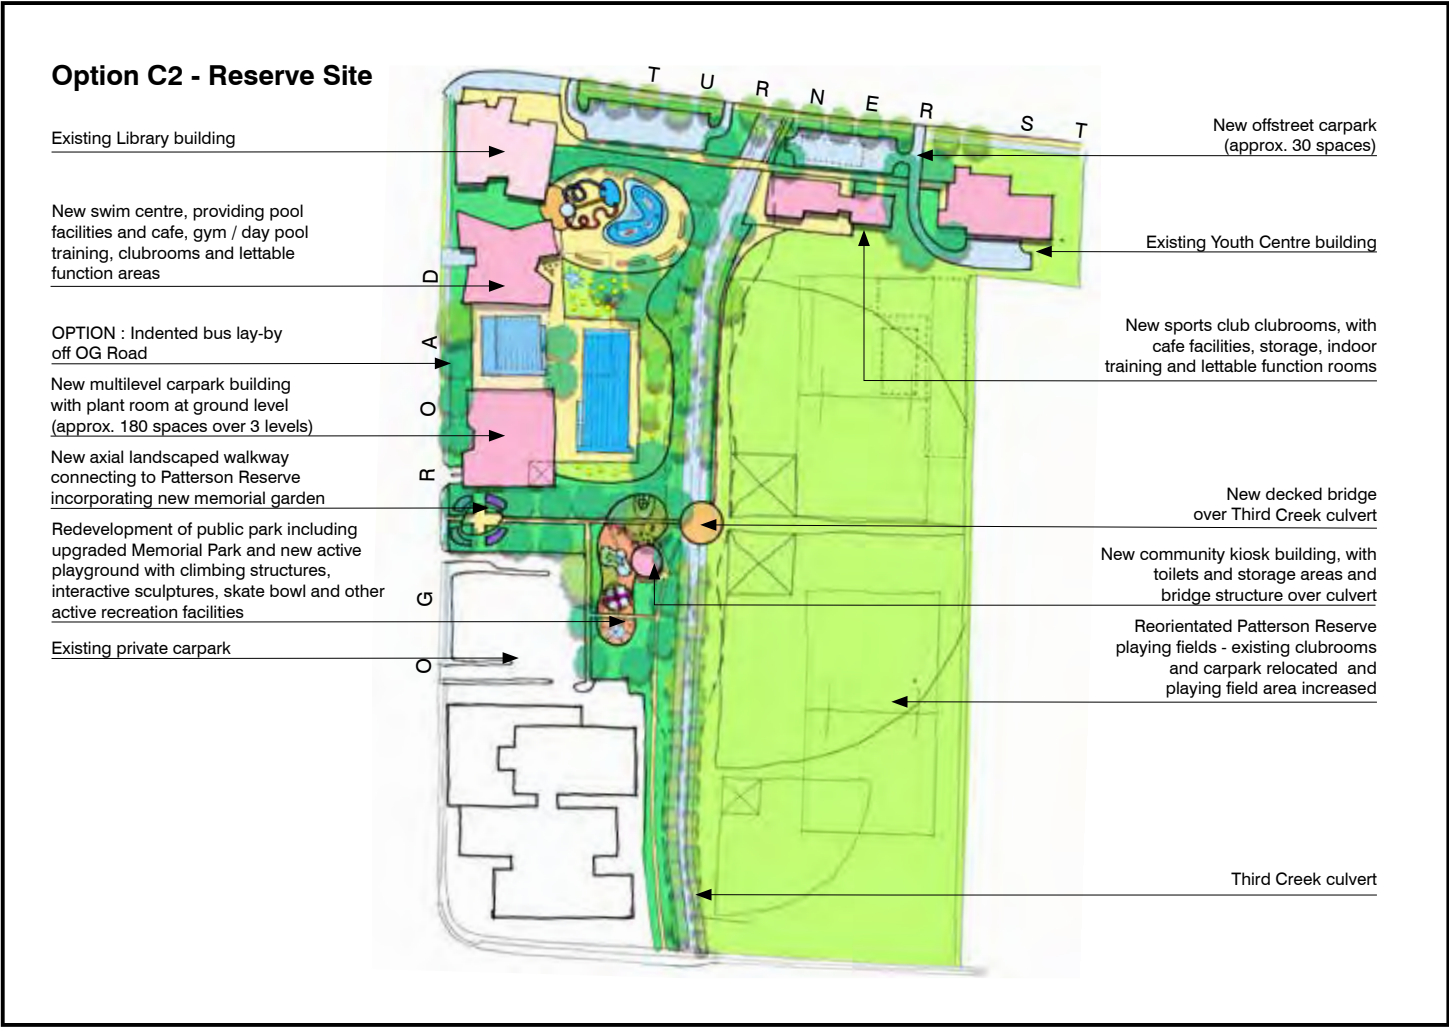 Option C2 - Reserve Site
TURNER ST
OG ROAD
Existing Library building
New swim centre, providing pool
facilities and cafe, gym / day pool
training, clubrooms and lettable
function areas
OPTION : Indented bus lay-by
off OG Road
New multilevel carpark building
with plant room at ground level
(approx. 180 spaces over 3 levels)
New axial landscaped walkway
connecting to Patterson Reserve
incorporating new memorial garden
Redevelopment of public park including
upgraded Memorial Park and new active
playground with climbing structures,
interactive sculptures, skate bowl and other
active recreation facilities
Existing private carpark
New offstreet carpark
(approx. 30 spaces)
Existing Youth Centre building
New sports club clubrooms, with
cafe facilities, storage, indoor
training and lettable function rooms
New decked bridge
over Third Creek culvert
New community kiosk building, with
toilets and storage areas and
bridge structure over culvert
Reorientated Patterson Reserve
playing fields - existing clubrooms
and carpark relocated and
playing field area increased
Third Creek culvert